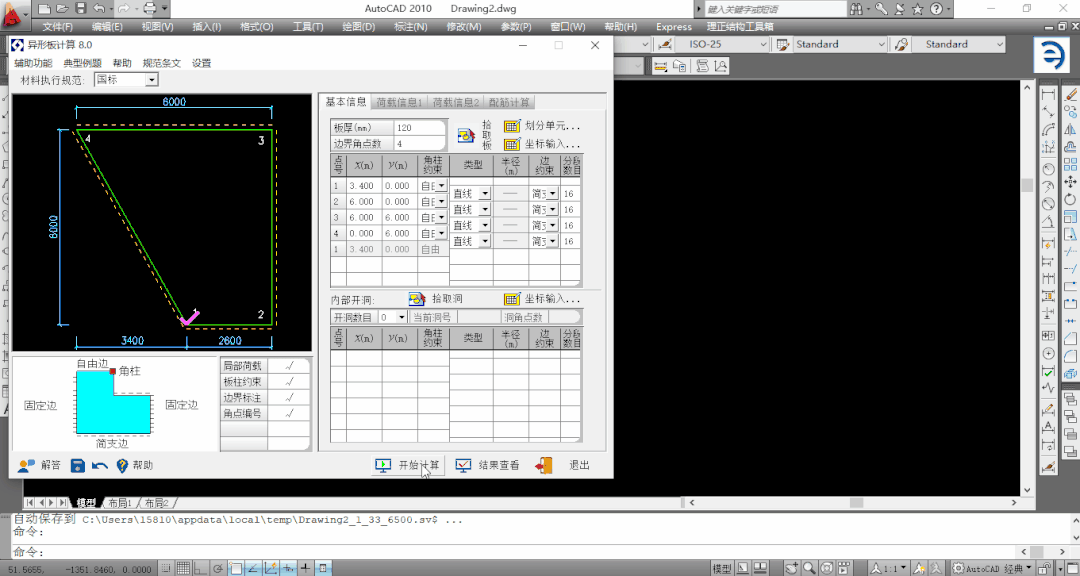 AutoCAD 2010 Drawing2.dwg
键入关键字或短语
文件(F) 编辑(E) 视图(V) 插入(I) 格式(O) 工具(T) 绘图(D) 标注(N) 修改(M) 参数(P) 窗口(W) 帮助(H) Express 理正结构工具箱
ISO-25 Standard Standard
异形板计算 8.0
辅助功能 典型例题 帮助 规范条文 设置
材料执行规范: 国标
6000
4
3
6000
1
2
3400 2600
自由边
角柱
固定边
固定边
简支边
局部荷载 √
板柱约束 √
边界标注 √
角点编号 √
基本信息 荷载信息1 荷载信息2 配筋计算
板厚(mm) 120
边界角点数 4
拾取板
划分单元...
坐标输入...
点号 X(m) Y(m) 角柱约束 类型 半径(m) 边约束 分段数目
1 3.400 0.000 自 直线 —— 简 16
2 6.000 0.000 自 直线 —— 简 16
3 6.000 6.000 自 直线 —— 简 16
4 0.000 6.000 自 直线 —— 简 16
1 3.400 0.000 自由
内部开洞: 拾取洞 坐标输入...
开洞数目 0 当前洞号 洞角点数
点号 X(m) Y(m) 角柱约束 类型 半径(m) 边约束 分段数目
解答 帮助 开始计算 结果查看 退出
模型 布局1 布局2
自动保存到 C:\Users\15810\appdata\local\temp\Drawing2_1_33_6500.sv$ ...
命令:
命令:
51.5655, -1351.8460, 0.0000 模型 1:1 AutoCAD 经典